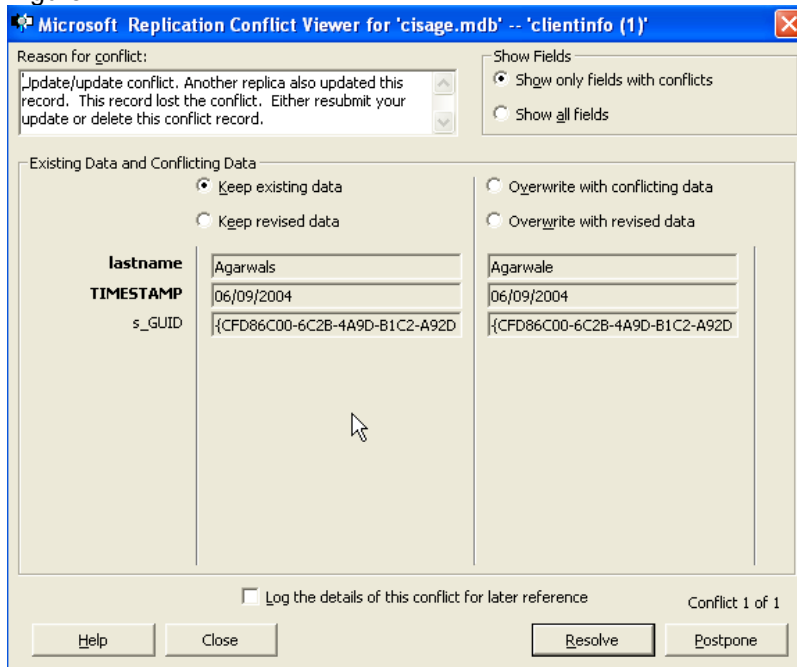 Microsoft Replication Conflict Viewer for 'cisage.mdb' -- 'clientinfo (1)'
Reason for conflict:
Update/update conflict. Another replica also updated this
record. This record lost the conflict. Either resubmit your
update or delete this conflict record.
Show Fields
Show only fields with conflicts
Show all fields
Existing Data and Conflicting Data
Keep existing data
Overwrite with conflicting data
Keep revised data
Overwrite with revised data
lastname Agarwals Agarwale
TIMESTAMP 06/09/2004 06/09/2004
s_GUID {CFD86C00-6C2B-4A9D-B1C2-A92D {CFD86C00-6C2B-4A9D-B1C2-A92D
Log the details of this conflict for later reference
Conflict 1 of 1
Help Close Resolve Postpone